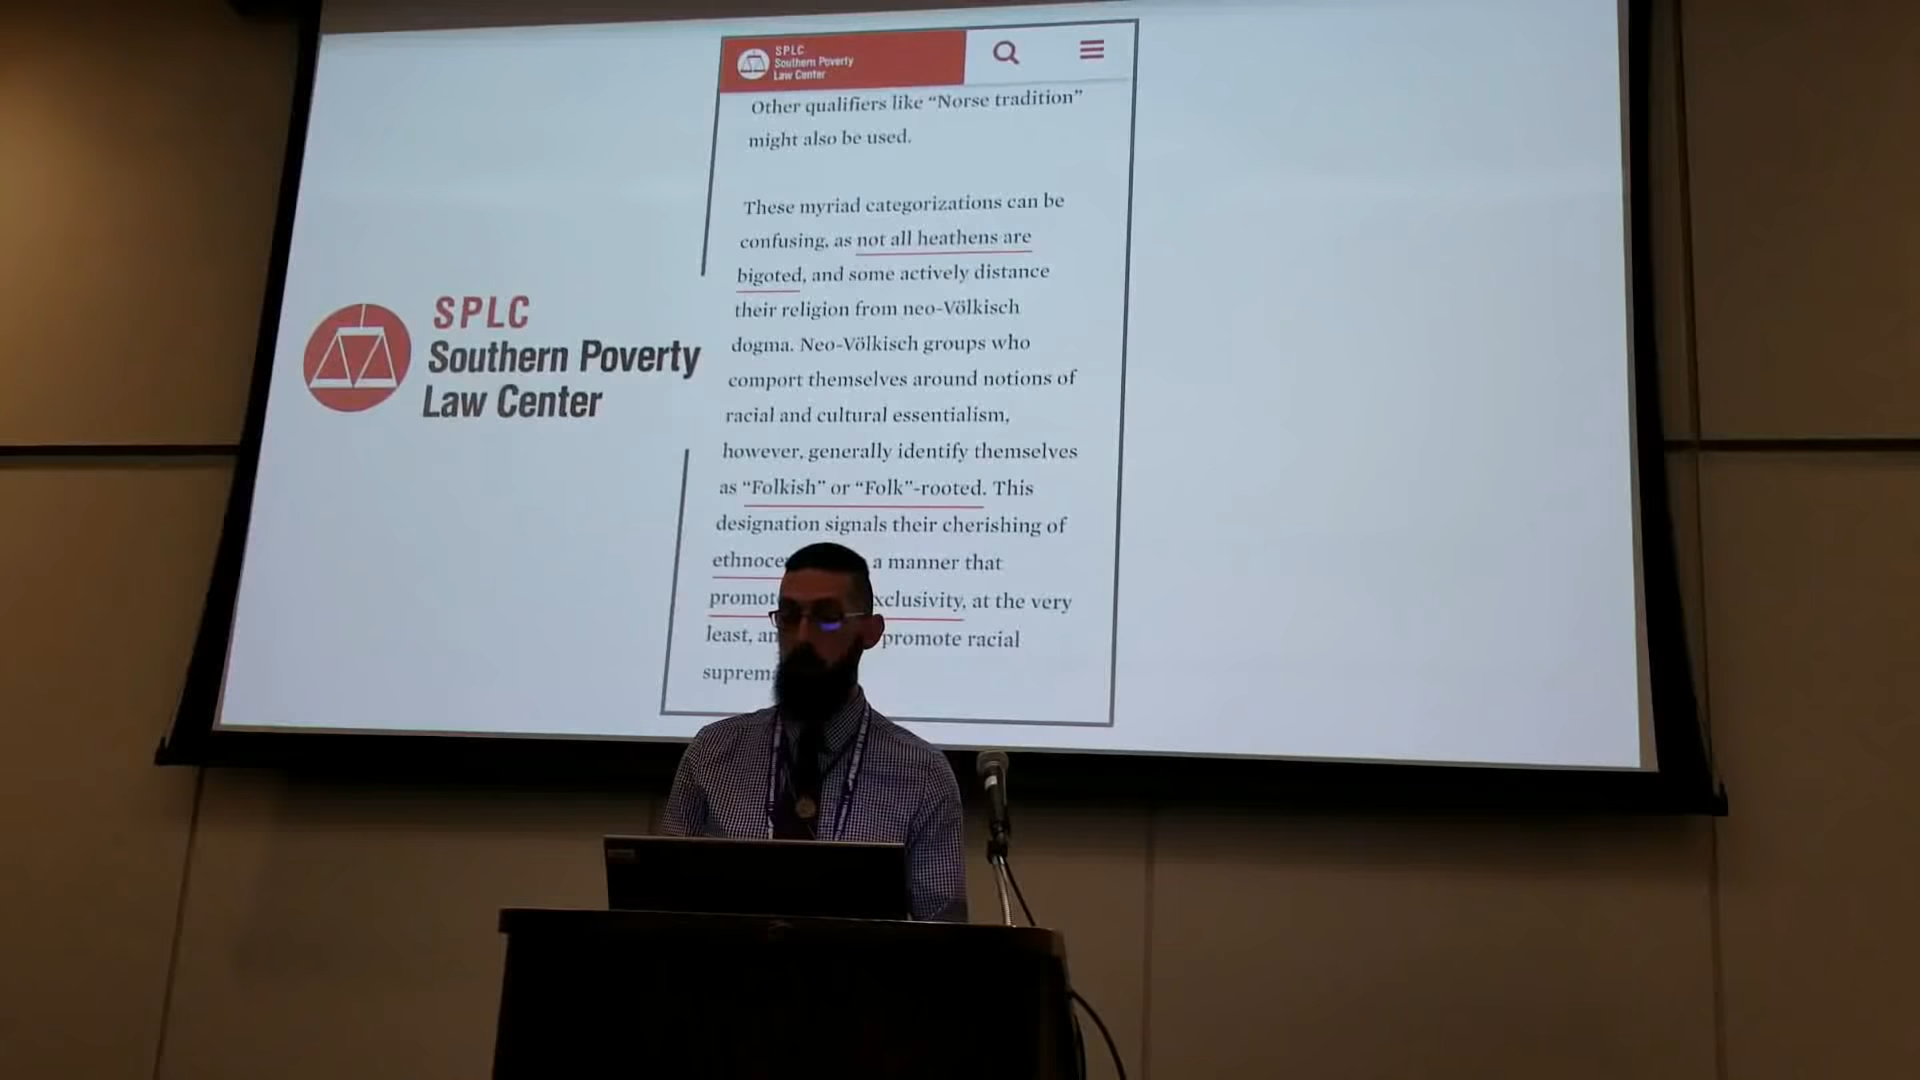 SPLC
Southern Poverty
Law Center
SPLC
Southern Poverty
Law Center
Other qualifiers like “Norse tradition”
might also be used.
These myriad categorizations can be
confusing, as not all heathens are
bigoted, and some actively distance
their religion from neo-Völkisch
dogma. Neo-Völkisch groups who
comport themselves around notions of
racial and cultural essentialism,
however, generally identify themselves
as “Folkish” or “Folk”-rooted. This
designation signals their cherishing of
a manner that
at the very
least, promote racial